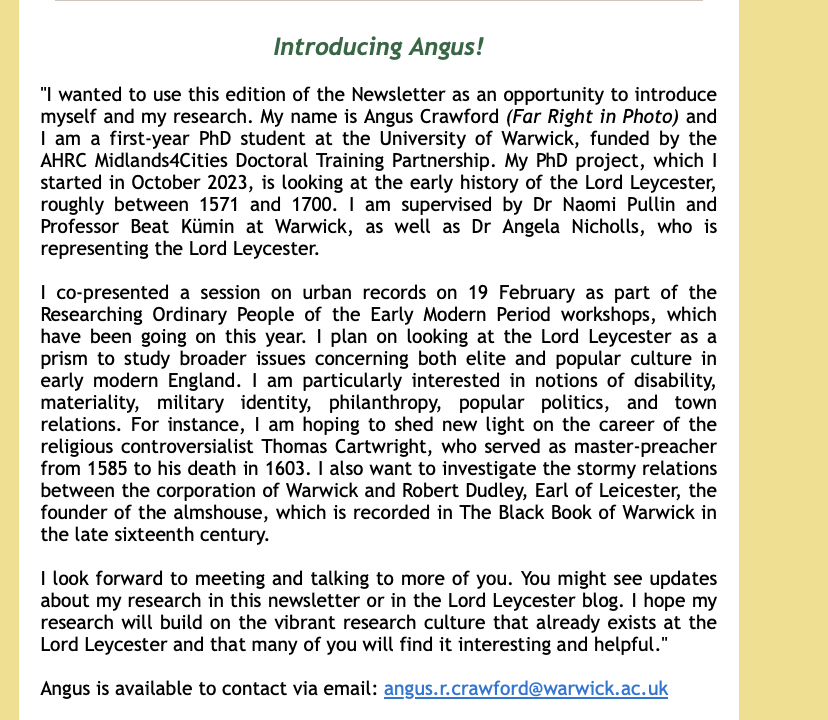 Introducing Angus!
"I wanted to use this edition of the Newsletter as an opportunity to introduce
myself and my research. My name is Angus Crawford (Far Right in Photo) and
I am a first-year PhD student at the University of Warwick, funded by the
AHRC Midlands4Cities Doctoral Training Partnership. My PhD project, which I
started in October 2023, is looking at the early history of the Lord Leycester,
roughly between 1571 and 1700. I am supervised by Dr Naomi Pullin and
Professor Beat Kümin at Warwick, as well as Dr Angela Nicholls, who is
representing the Lord Leycester.
I co-presented a session on urban records on 19 February as part of the
Researching Ordinary People of the Early Modern Period workshops, which
have been going on this year. I plan on looking at the Lord Leycester as a
prism to study broader issues concerning both elite and popular culture in
early modern England. I am particularly interested in notions of disability,
materiality, military identity, philanthropy, popular politics, and town
relations. For instance, I am hoping to shed new light on the career of the
religious controversialist Thomas Cartwright, who served as master-preacher
from 1585 to his death in 1603. I also want to investigate the stormy relations
between the corporation of Warwick and Robert Dudley, Earl of Leicester, the
founder of the almshouse, which is recorded in The Black Book of Warwick in
the late sixteenth century.
I look forward to meeting and talking to more of you. You might see updates
about my research in this newsletter or in the Lord Leycester blog. I hope my
research will build on the vibrant research culture that already exists at the
Lord Leycester and that many of you will find it interesting and helpful."
Angus is available to contact via email: angus.r.crawford@warwick.ac.uk